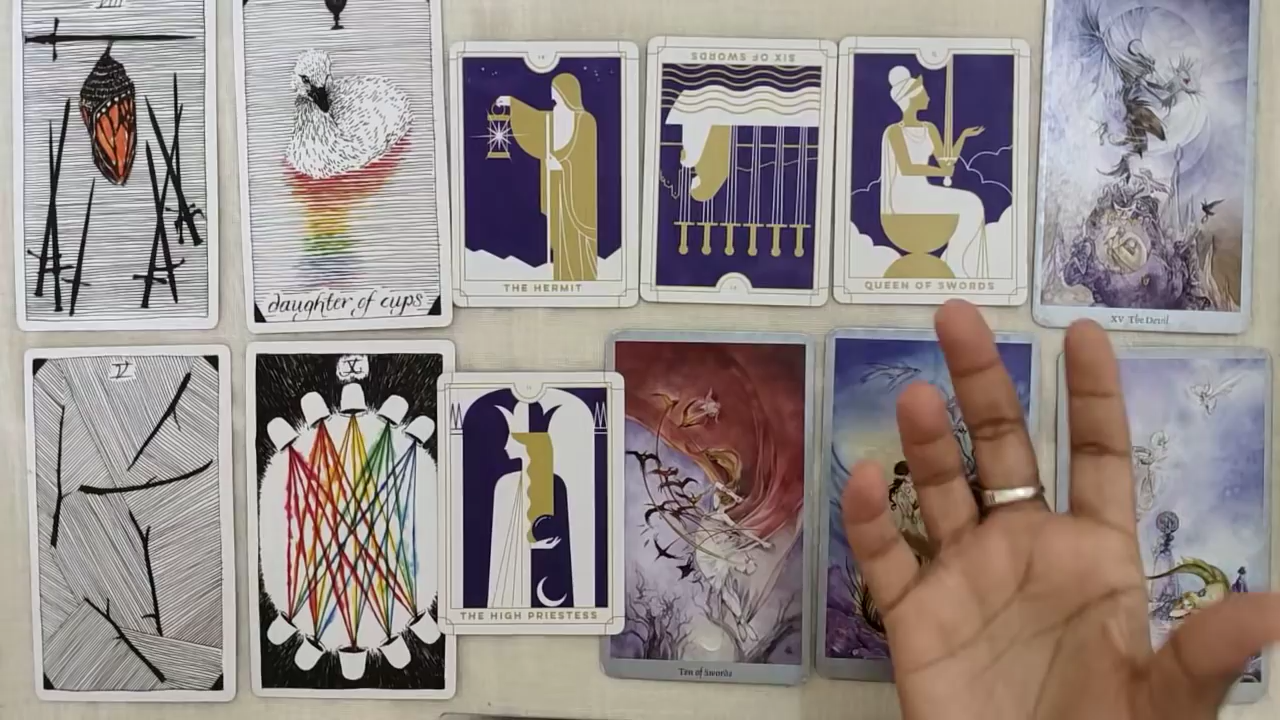 VIII
daughter of cups
THE HERMIT
SIX OF SWORDS
QUEEN OF SWORDS
XV The Devil
V
X
THE HIGH PRIESTESS
Ten of Swords